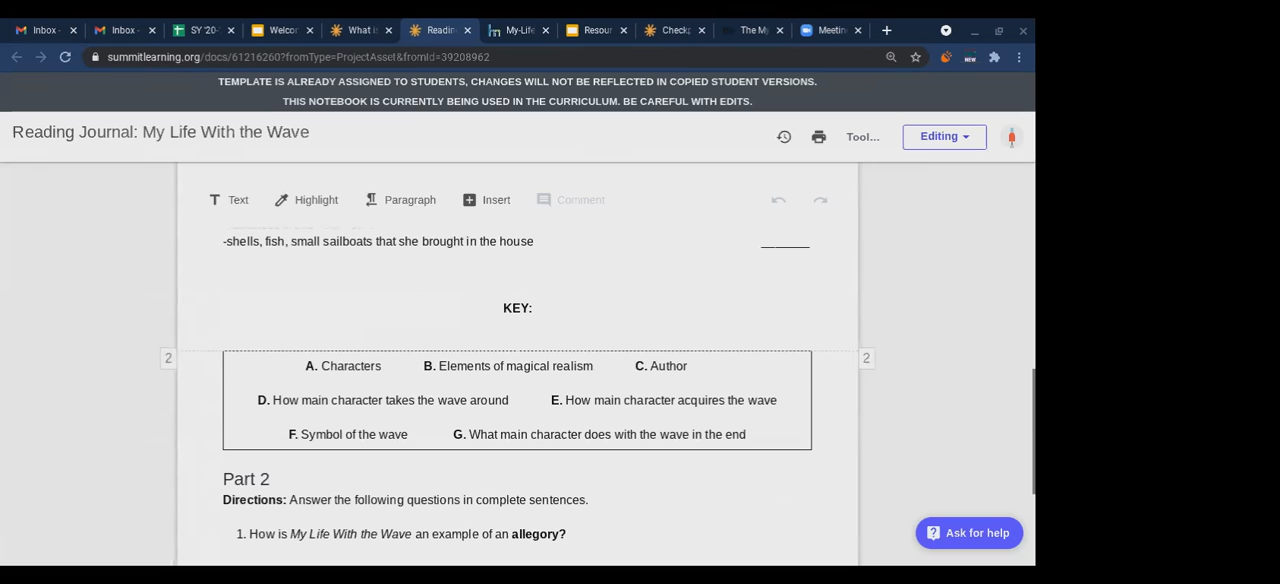 Inbox -
Inbox -
SY '20-
Welcor
What i
Readin
My-Life
Resour
Checkp
The My
Meetin
summitlearning.org/docs/61216260?fromType=ProjectAsset&fromId=39208962
NEW
TEMPLATE IS ALREADY ASSIGNED TO STUDENTS, CHANGES WILL NOT BE REFLECTED IN COPIED STUDENT VERSIONS.
THIS NOTEBOOK IS CURRENTLY BEING USED IN THE CURRICULUM. BE CAREFUL WITH EDITS.
Reading Journal: My Life With the Wave
Tool...
Editing
Text
Highlight
Paragraph
Insert
Comment
-shells, fish, small sailboats that she brought in the house _______
KEY:
2
2
A. Characters B. Elements of magical realism C. Author
D. How main character takes the wave around E. How main character acquires the wave
F. Symbol of the wave G. What main character does with the wave in the end
Part 2
Directions: Answer the following questions in complete sentences.
1. How is My Life With the Wave an example of an allegory?
Ask for help